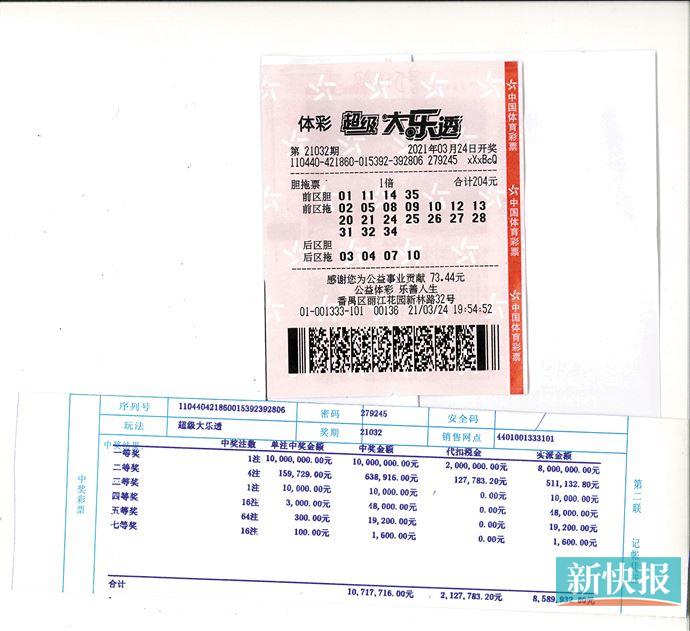 体彩 超级大乐透
第 21032期 2021年03月24日开奖
110440-421860-015392-392806 279245 xXxBcQ
胆拖票 1倍 合计204元
前区胆 01 11 14 35
前区拖 02 05 08 09 10 12 13
20 21 24 25 26 27 28
31 32 34
后区胆
后区拖 03 04 07 10
感谢您为公益事业贡献 73.44元
公益体彩 乐善人生
番禺区丽江花园新林路32号
01-001333-101 00136 21/03/24 19:54:52
中国体育彩票
中国体育彩票
中国体育彩票
中奖彩票
序列号 110440421860015392392806 密码 279245 安全码
玩法 超级大乐透 奖期 21032 销售网点 4401001333101
中奖结果 中奖注数 单注中奖金额 中奖金额 代扣税金 实派金额
一等奖 1注 10,000,000.00元 10,000,000.00元 2,000,000.00元 8,000,000.00元
二等奖 4注 159,729.00元 638,916.00元 127,783.20元 511,132.80元
三等奖 1注 10,000.00元 10,000.00元 0.00元 10,000.00元
四等奖 16注 3,000.00元 48,000.00元 0.00元 48,000.00元
五等奖 64注 300.00元 19,200.00元 0.00元 19,200.00元
七等奖 16注 100.00元 1,600.00元 0.00元 1,600.00元
合计 10,717,716.00元 2,127,783.20元 8,589,932.80元
第二联
记帐
新快报